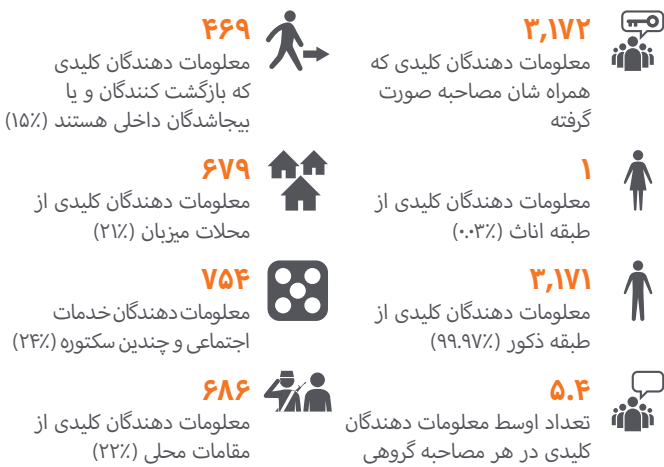 ۳,۱۷۲
معلومات دهندگان کلیدی که
همراه شان مصاحبه صورت
گرفته
۱
معلومات دهندگان کلیدی از
طبقه اناث (۰.۰۳٪)
۳,۱۷۱
معلومات دهندگان کلیدی از
طبقه ذکور (۹۹.۹۷٪)
۵.۴
تعداد اوسط معلومات دهندگان
کلیدی در هر مصاحبه گروهی
۴۶۹
معلومات دهندگان کلیدی
که بازگشت کنندگان و یا
بیجاشدگان داخلی هستند (۱۵٪)
۶۷۹
معلومات دهندگان کلیدی از
محلات میزبان (۲۱٪)
۷۵۴
معلومات دهندگان خدمات
اجتماعی و چندین سکتوره (۲۴٪)
۶۸۶
معلومات دهندگان کلیدی از
مقامات محلی (۲۲٪)